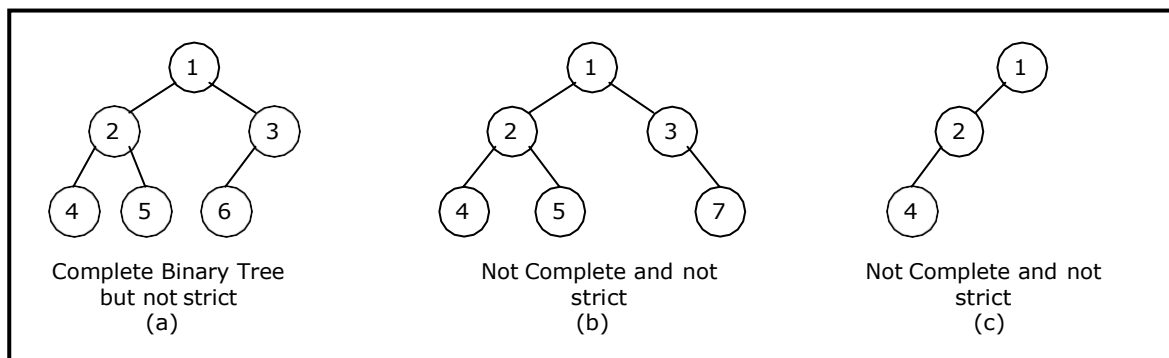 1
2
3
4
5
6
Complete Binary Tree
but not strict
(a)
1
2
3
4
5
7
Not Complete and not
strict
(b)
1
2
4
Not Complete and not
strict
(c)